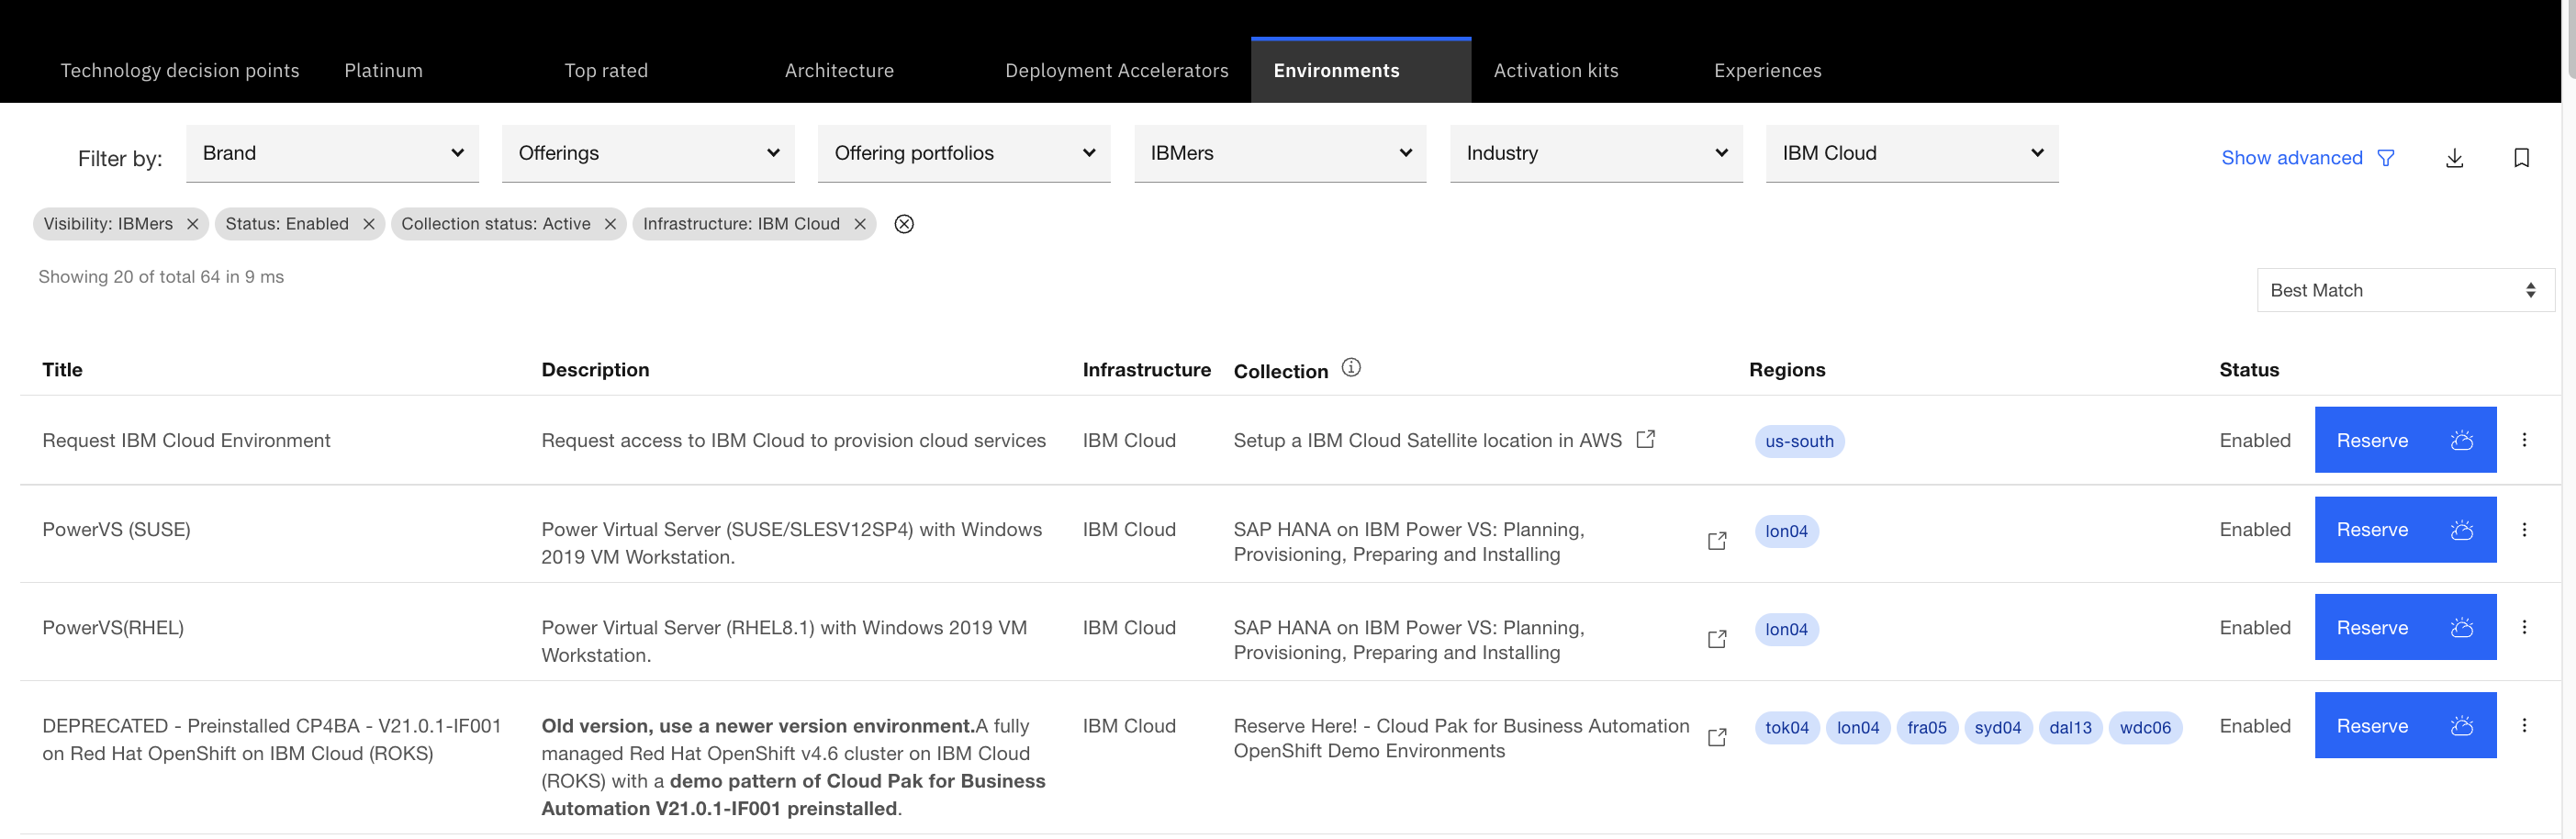 Technology decision points Platinum Top rated Architecture Deployment Accelerators Environments Activation kits Experiences
Filter by: Brand Offerings Offering portfolios IBMers Industry IBM Cloud Show advanced
Visibility: IBMers Status: Enabled Collection status: Active Infrastructure: IBM Cloud
Showing 20 of total 64 in 9 ms
Best Match
Title Description Infrastructure Collection Regions Status
Request IBM Cloud Environment Request access to IBM Cloud to provision cloud services IBM Cloud Setup a IBM Cloud Satellite location in AWS us-south Enabled Reserve
PowerVS (SUSE) Power Virtual Server (SUSE/SLESV12SP4) with Windows IBM Cloud SAP HANA on IBM Power VS: Planning, lon04 Enabled Reserve
2019 VM Workstation. Provisioning, Preparing and Installing
PowerVS(RHEL) Power Virtual Server (RHEL8.1) with Windows 2019 VM IBM Cloud SAP HANA on IBM Power VS: Planning, lon04 Enabled Reserve
Workstation. Provisioning, Preparing and Installing
DEPRECATED - Preinstalled CP4BA - V21.0.1-IF001 Old version, use a newer version environment.A fully IBM Cloud Reserve Here! - Cloud Pak for Business Automation tok04 lon04 fra05 syd04 dal13 wdc06 Enabled Reserve
on Red Hat OpenShift on IBM Cloud (ROKS) managed Red Hat OpenShift v4.6 cluster on IBM Cloud OpenShift Demo Environments
(ROKS) with a demo pattern of Cloud Pak for Business
Automation V21.0.1-IF001 preinstalled.